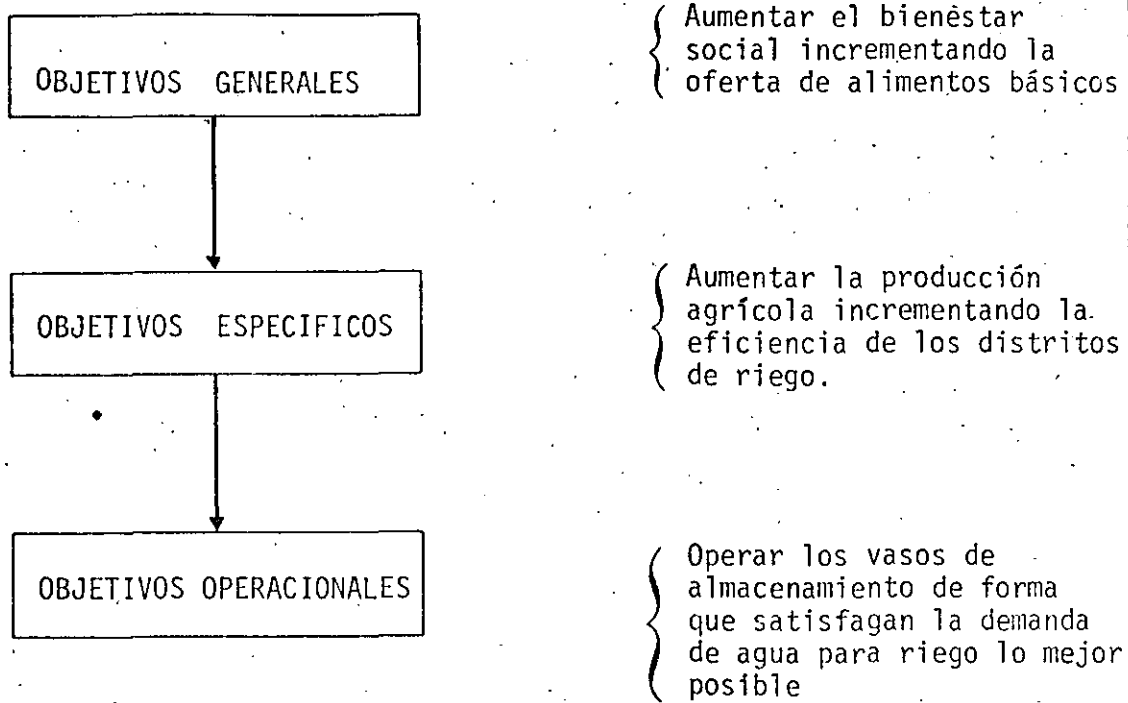 OBJETIVOS GENERALES
Aumentar el bienéstar
social incrementando la
oferta de alimentos básicos
OBJETIVOS ESPECIFICOS
Aumentar la producción
agrícola incrementando la
eficiencia de los distritos
de riego.
OBJETIVOS OPERACIONALES
Operar los vasos de
almacenamiento de forma
que satisfagan la demanda
de agua para riego lo mejor
posible